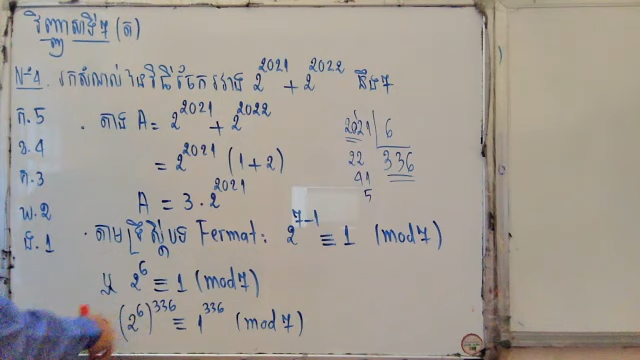 វិញ្ញាសាទី7 (ត)
Nº4. រកសំណល់នៃវិធីចែករវាង 2^2021 + 2^2022 នឹង 7
ក. 5
ខ. 4
គ. 3
ឃ. 2
ង. 1
. តាង A = 2^2021 + 2^2022
= 2^2021 (1+2)
A = 3 . 2^2021
2021 | 6
22 336
41
5
. តាមទ្រឹស្តីបទ Fermat: 2^7-1 ≡ 1 (mod 7)
ឬ 2^6 ≡ 1 (mod 7)
(2^6)^336 ≡ 1^336 (mod 7)